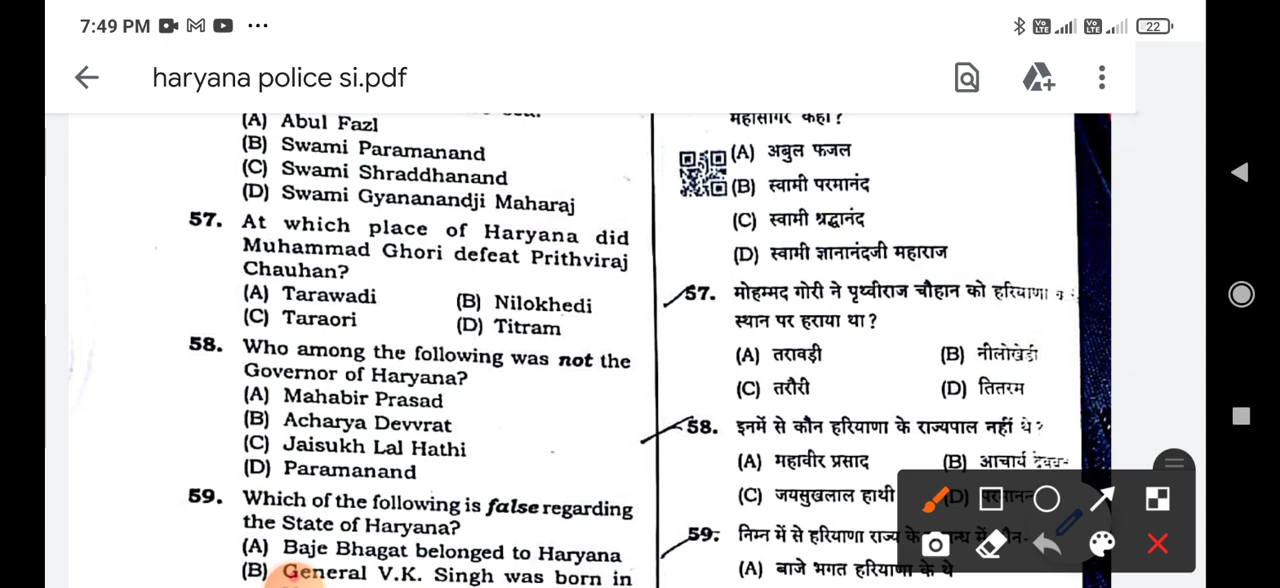 7:49 PM
22
haryana police si.pdf
(A) Abul Fazl
(B) Swami Paramanand
(C) Swami Shraddhanand
(D) Swami Gyananandji Maharaj
57. At which place of Haryana did
Muhammad Ghori defeat Prithviraj
Chauhan?
(A) Tarawadi (B) Nilokhedi
(C) Taraori (D) Titram
58. Who among the following was not the
Governor of Haryana?
(A) Mahabir Prasad
(B) Acharya Devvrat
(C) Jaisukh Lal Hathi
(D) Paramanand
59. Which of the following is false regarding
the State of Haryana?
(A) Baje Bhagat belonged to Haryana
(B) General V.K. Singh was born in
महासागर कहा?
(A) अबुल फजल
(B) स्वामी परमानंद
(C) स्वामी श्रद्धानंद
(D) स्वामी ज्ञानानंदजी महाराज
57. मोहम्मद गोरी ने पृथ्वीराज चौहान को हरियाणा
स्थान पर हराया था?
(A) तरावड़ी (B) नीलोखेड़ी
(C) तरौरी (D) तितरम
58. इनमें से कौन हरियाणा के राज्यपाल नहीं थे?
(A) महावीर प्रसाद (B) आचार्य
(C) जयसुखलाल हाथी (D)
59. निम्न में से हरियाणा राज्य के
(A) बाजे भगत हरियाणा के थे